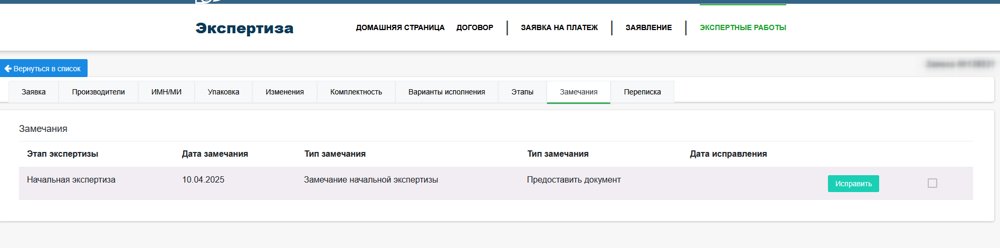 Экспертиза
ДОМАШНЯЯ СТРАНИЦА ДОГОВОР ЗАЯВКА НА ПЛАТЕЖ ЗАЯВЛЕНИЕ ЭКСПЕРТНЫЕ РАБОТЫ
Вернуться в список
Заявка Производители ИМН/МИ Упаковка Изменения Комплектность Варианты исполнения Этапы Замечания Переписка
Замечания
Этап экспертизы Дата замечания Тип замечания Тип замечания Дата исправления
Начальная экспертиза 10.04.2025 Замечание начальной экспертизы Предоставить документ Исправить